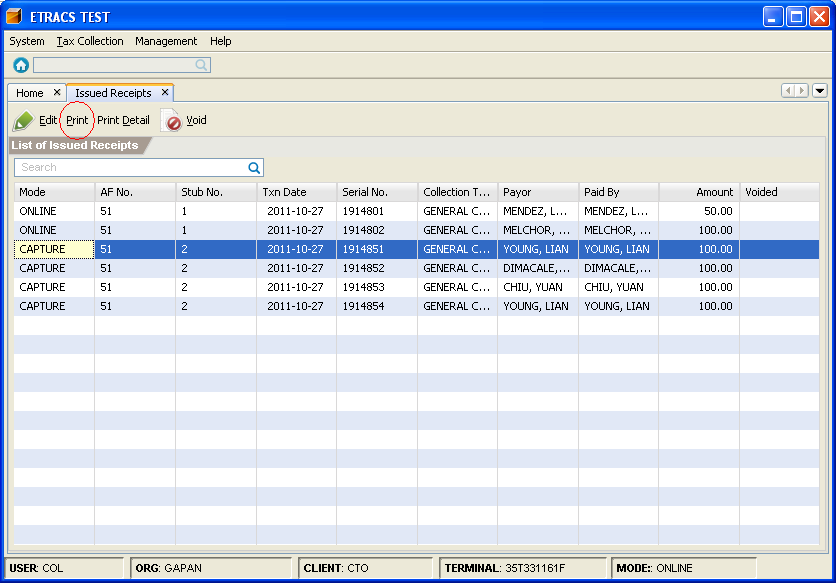 ETRACS TEST
System Tax Collection Management Help
Home Issued Receipts
Edit Print Print Detail Void
List of Issued Receipts
Search
Mode AF No. Stub No. Txn Date Serial No. Collection T... Payor Paid By Amount Voided
ONLINE 51 1 2011-10-27 1914801 GENERAL C... MENDEZ, L... MENDEZ, L... 50.00
ONLINE 51 1 2011-10-27 1914802 GENERAL C... MELCHOR, ... MELCHOR, ... 100.00
CAPTURE 51 2 2011-10-27 1914851 GENERAL C... YOUNG, LIAN YOUNG, LIAN 100.00
CAPTURE 51 2 2011-10-27 1914852 GENERAL C... DIMACALE,... DIMACALE,... 100.00
CAPTURE 51 2 2011-10-27 1914853 GENERAL C... CHIU, YUAN CHIU, YUAN 100.00
CAPTURE 51 2 2011-10-27 1914854 GENERAL C... YOUNG, LIAN YOUNG, LIAN 100.00
USER: COL ORG: GAPAN CLIENT: CTO TERMINAL: 35T331161F MODE:: ONLINE